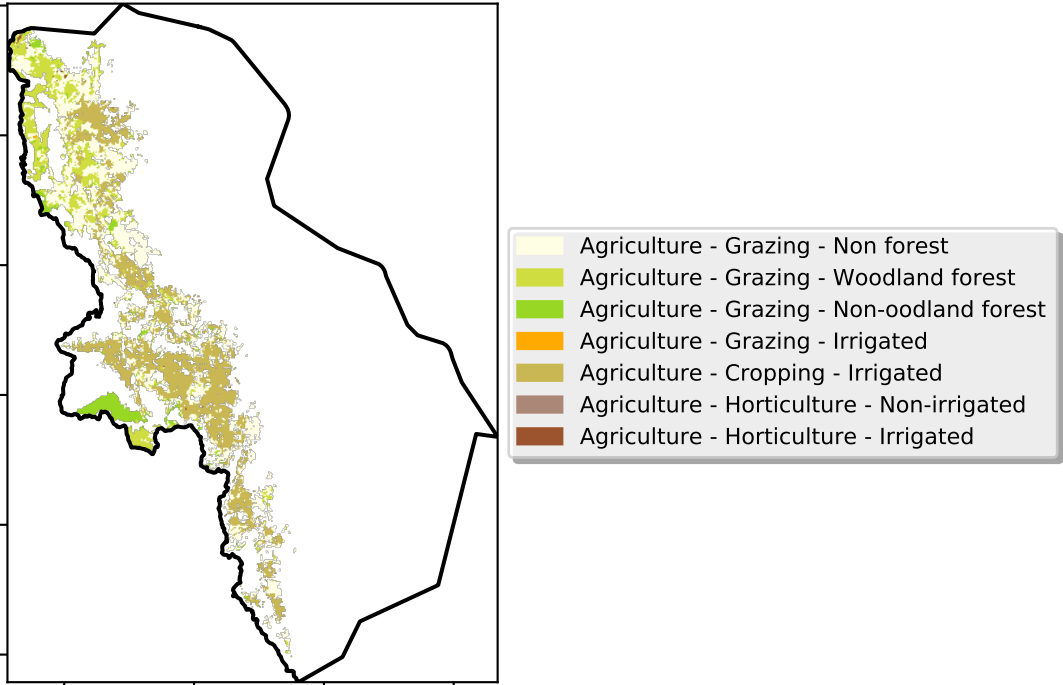 Agriculture - Grazing - Non forest
Agriculture - Grazing - Woodland forest
Agriculture - Grazing - Non-oodland forest
Agriculture - Grazing - Irrigated
Agriculture - Cropping - Irrigated
Agriculture - Horticulture - Non-irrigated
Agriculture - Horticulture - Irrigated